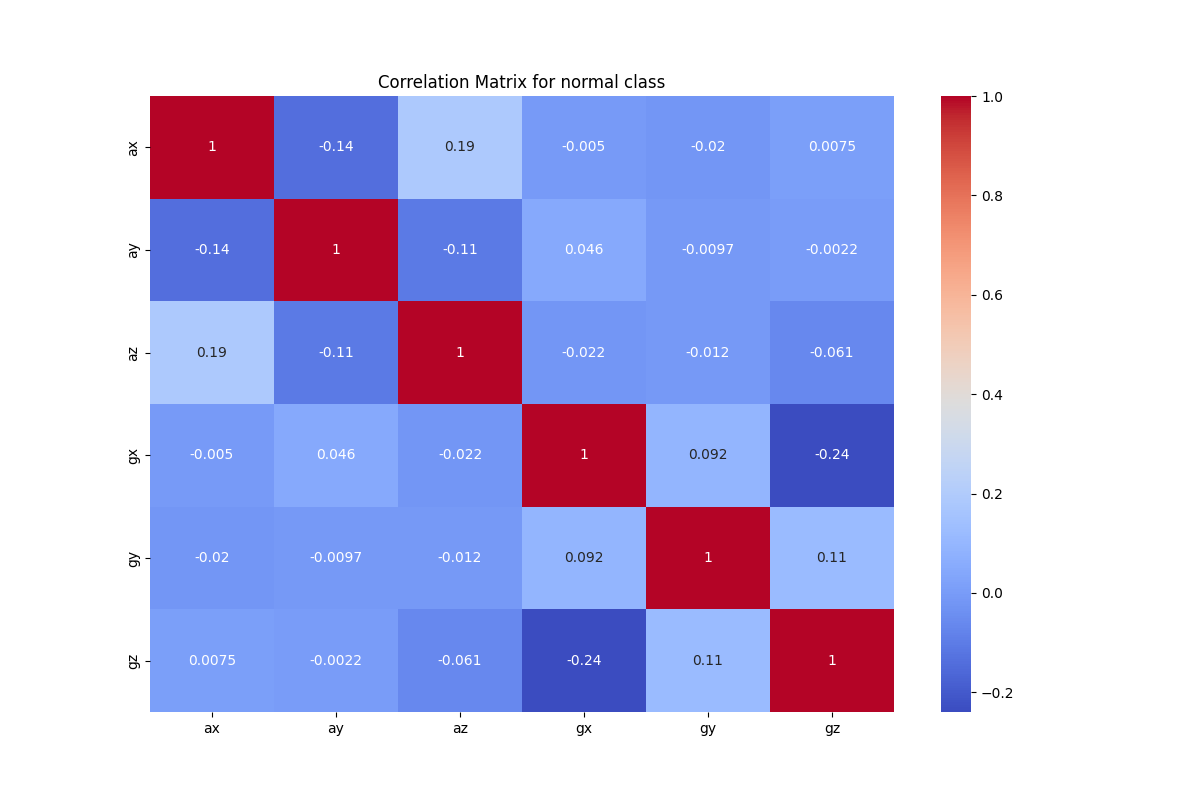 Correlation Matrix for normal class
ax 1 -0.14 0.19 -0.005 -0.02 0.0075
ay -0.14 1 -0.11 0.046 -0.0097 -0.0022
az 0.19 -0.11 1 -0.022 -0.012 -0.061
gx -0.005 0.046 -0.022 1 0.092 -0.24
gy -0.02 -0.0097 -0.012 0.092 1 0.11
gz 0.0075 -0.0022 -0.061 -0.24 0.11 1
ax ay az gx gy gz
1.0
0.8
0.6
0.4
0.2
0.0
−0.2